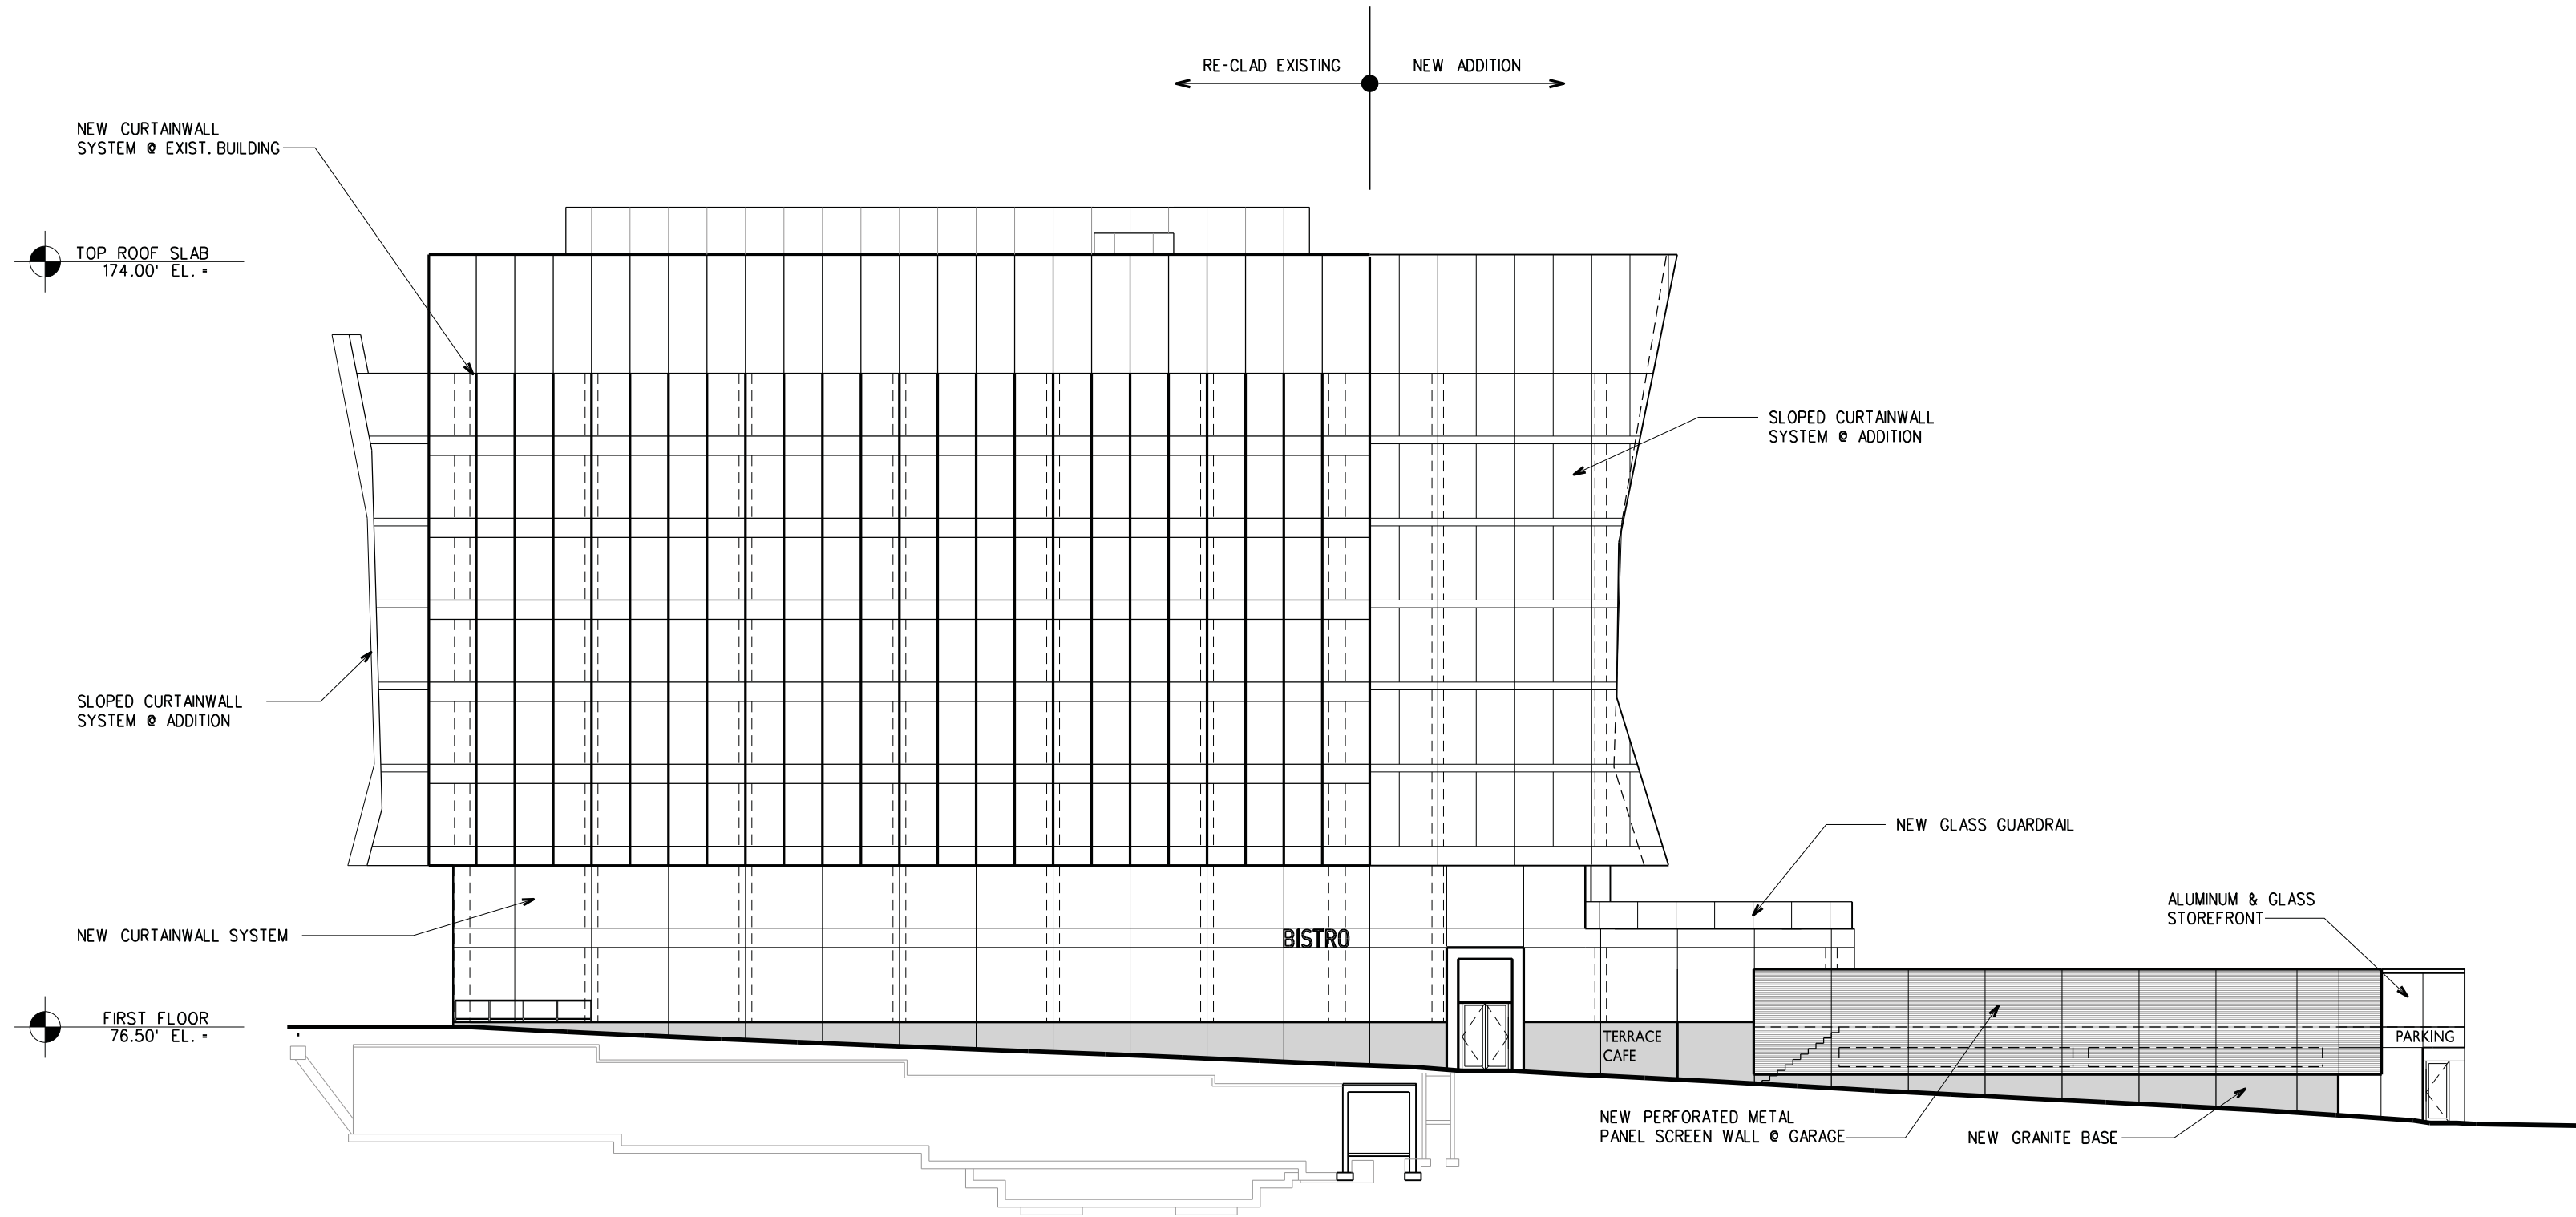 RE-CLAD EXISTING
NEW ADDITION
NEW CURTAINWALL
SYSTEM @ EXIST. BUILDING
TOP ROOF SLAB
174.00' EL. =
SLOPED CURTAINWALL
SYSTEM @ ADDITION
SLOPED CURTAINWALL
SYSTEM @ ADDITION
NEW GLASS GUARDRAIL
ALUMINUM & GLASS
STOREFRONT
NEW CURTAINWALL SYSTEM
BISTRO
FIRST FLOOR
76.50' EL. =
TERRACE
CAFE
PARKING
NEW PERFORATED METAL
PANEL SCREEN WALL @ GARAGE
NEW GRANITE BASE